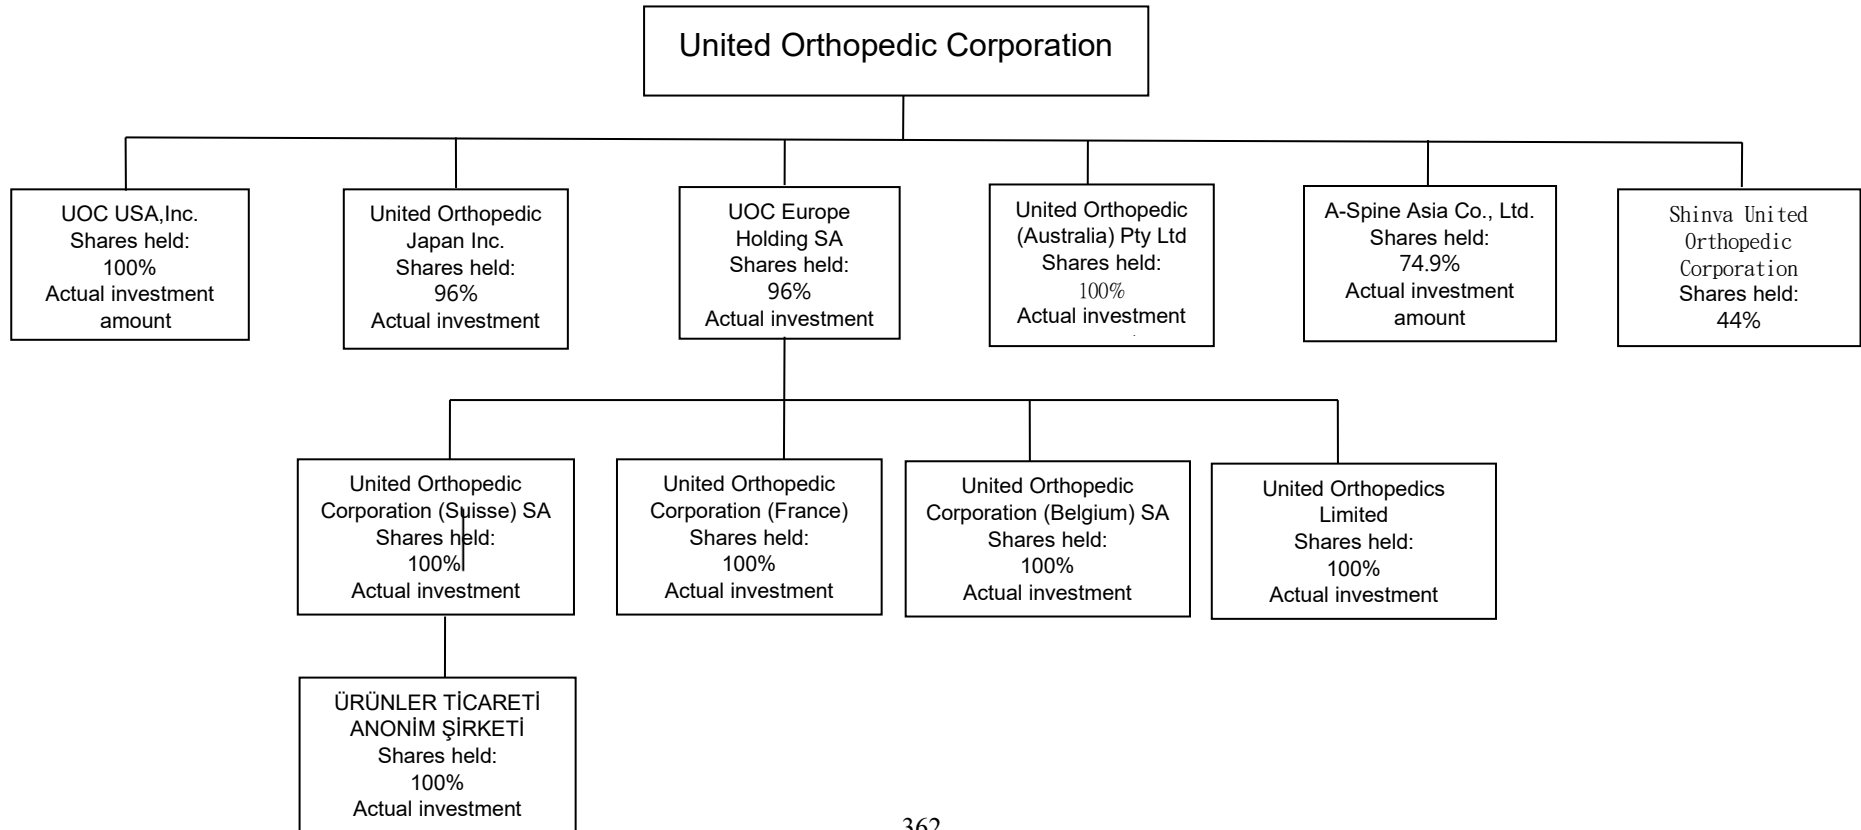 United Orthopedic Corporation
UOC USA,Inc.
Shares held:
100%
Actual investment
amount
United Orthopedic
Japan Inc.
Shares held:
96%
Actual investment
UOC Europe
Holding SA
Shares held:
96%
Actual investment
United Orthopedic
(Australia) Pty Ltd
Shares held:
100%
Actual investment
A-Spine Asia Co., Ltd.
Shares held:
74.9%
Actual investment
amount
Shinva United
Orthopedic
Corporation
Shares held:
44%
United Orthopedic
Corporation (Suisse) SA
Shares held:
100%
Actual investment
United Orthopedic
Corporation (France)
Shares held:
100%
Actual investment
United Orthopedic
Corporation (Belgium) SA
Shares held:
100%
Actual investment
United Orthopedics
Limited
Shares held:
100%
Actual investment
ÜRÜNLER TİCARETİ
ANONİM ŞİRKETİ
Shares held:
100%
Actual investment
362